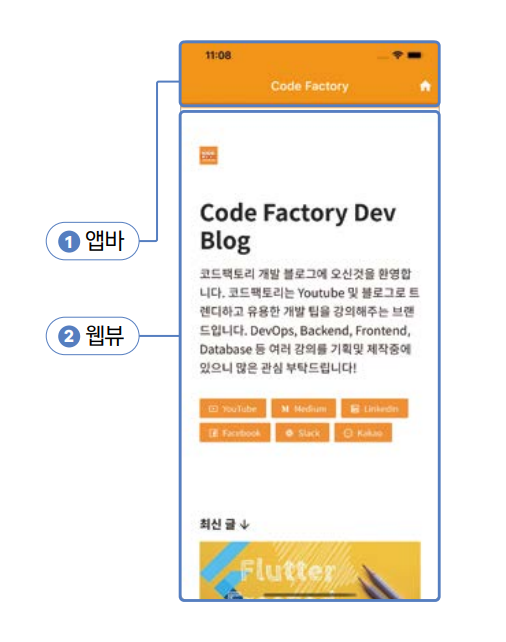 11:08
Code Factory
1 앱바
Code Factory Dev
Blog
코드팩토리 개발 블로그에 오신것을 환영합
니다. 코드팩토리는 Youtube 및 블로그로 트
렌디하고 유용한 개발 팁을 강의해주는 브랜
드입니다. DevOps, Backend, Frontend,
2 웹뷰
Database 등 여러 강의를 기획및 제작중에
있으니 많은 관심 부탁드립니다!
YouTube
Medium
LinkedIn
Facebook
Slack
Kakao
최신 글 ↓
Flutter